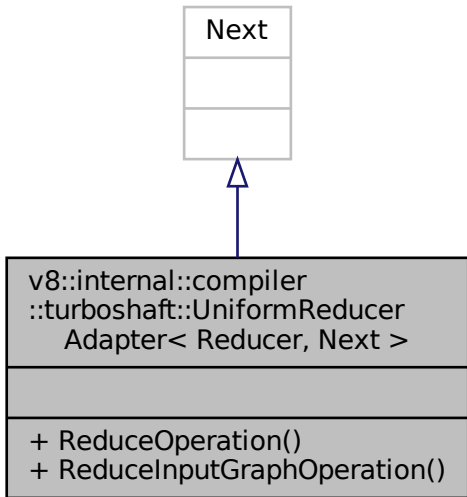 Next
v8::internal::compiler
::turboshaft::UniformReducer
Adapter< Reducer, Next >
+ ReduceOperation()
+ ReduceInputGraphOperation()